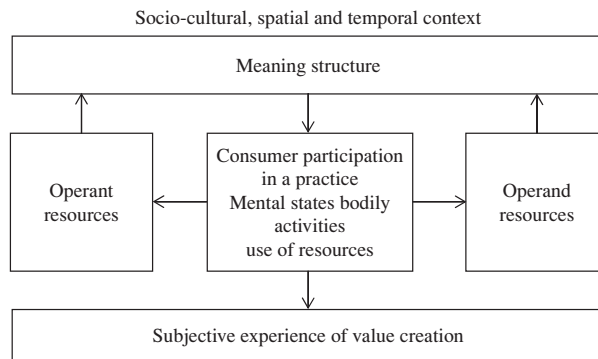 Socio-cultural, spatial and temporal context
Meaning structure
Operant
resources
Consumer participation
in a practice
Mental states bodily
activities
use of resources
Operand
resources
Subjective experience of value creation